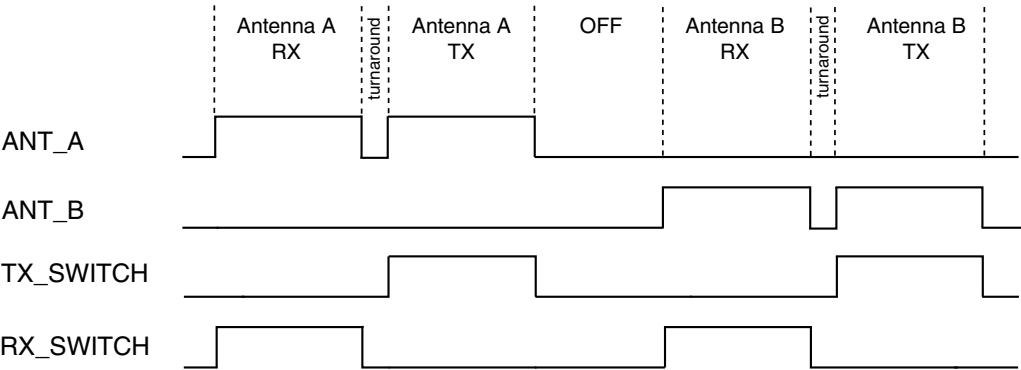 Antenna A
RX
turnaround
Antenna A
TX
OFF
Antenna B
RX
turnaround
Antenna B
TX
ANT_A
ANT_B
TX_SWITCH
RX_SWITCH